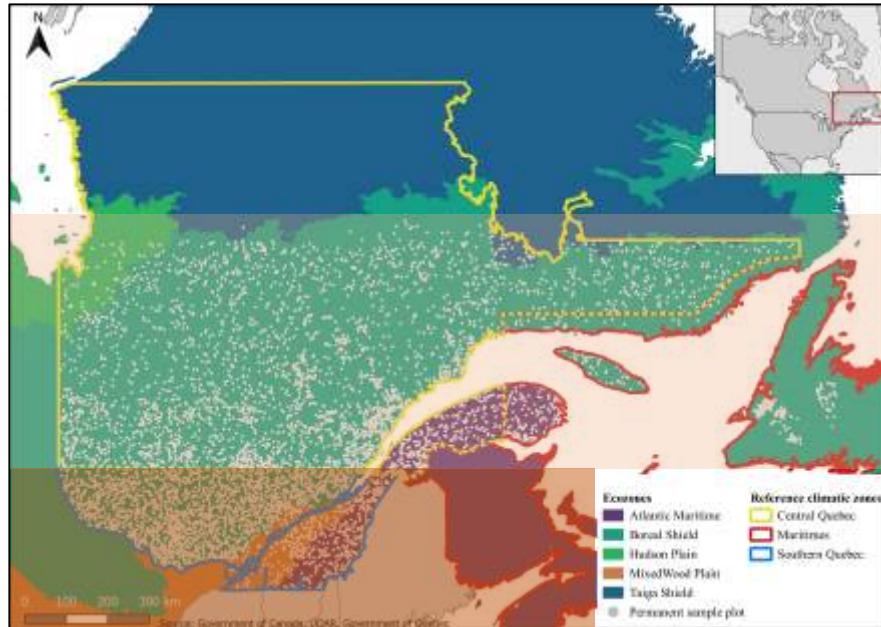 N
Ecozones
Atlantic Maritime
Boreal Shield
Hudson Plain
MixedWood Plain
Taiga Shield
Permanent sample plot
Reference climatic zones
Central Quebec
Maritimes
Southern Quebec
0 100 200 300 km
Source: Government of Canada, UDAR, Government of Quebec